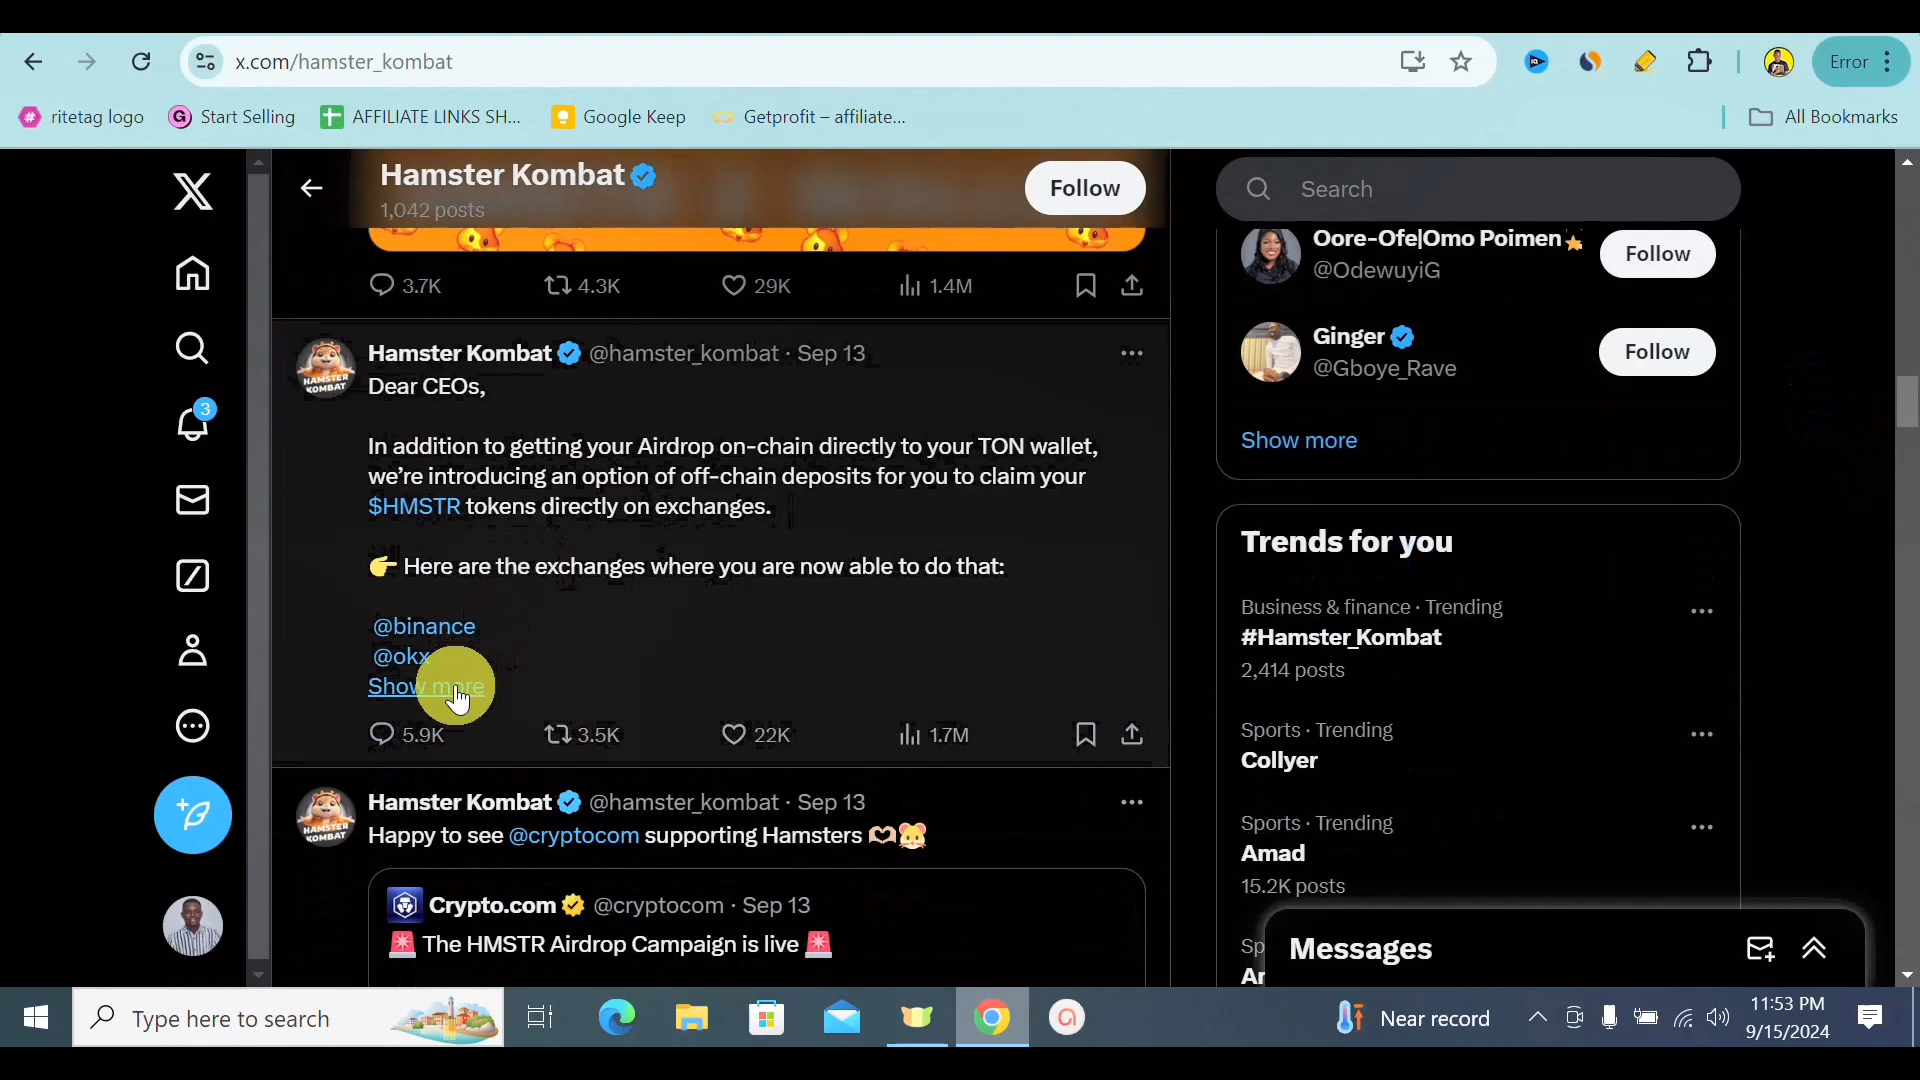 x.com/hamster_kombat
Error
ritetag logo
Start Selling
AFFILIATE LINKS SH...
Google Keep
Getprofit – affiliate...
All Bookmarks
Hamster Kombat
1,042 posts
Follow
3.7K
4.3K
29K
1.4M
Hamster Kombat @hamster_kombat · Sep 13
Dear CEOs,
In addition to getting your Airdrop on-chain directly to your TON wallet,
we’re introducing an option of off-chain deposits for you to claim your
$HMSTR tokens directly on exchanges.
👉 Here are the exchanges where you are now able to do that:
@binance
@okx
Show more
5.9K
3.5K
22K
1.7M
Hamster Kombat @hamster_kombat · Sep 13
Happy to see @cryptocom supporting Hamsters 🫶🐹
Crypto.com @cryptocom · Sep 13
🚨 The HMSTR Airdrop Campaign is live 🚨
3
HAMSTER
KOMBAT
HAMSTER
KOMBAT
Search
Oore-Ofe|Omo Poimen
@OdewuyiG
Follow
Ginger
@Gboye_Rave
Follow
Show more
Trends for you
Business & finance · Trending
#Hamster_Kombat
2,414 posts
Sports · Trending
Collyer
Sports · Trending
Amad
15.2K posts
Sp
Ar
Messages
Type here to search
Near record
11:53 PM
9/15/2024